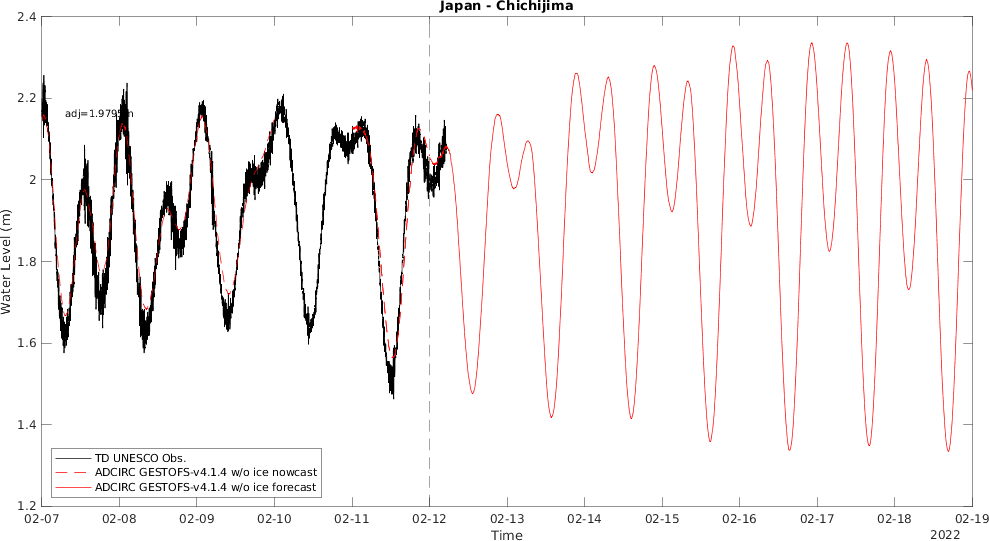 Japan - Chichijima
2.4
2.2
2
1.8
1.6
1.4
1.2
Water Level (m)
TD UNESCO Obs.
ADCIRC GESTOFS-v4.1.4 w/o ice nowcast
ADCIRC GESTOFS-v4.1.4 w/o ice forecast
02-07 02-08 02-09 02-10 02-11 02-12 02-13 02-14 02-15 02-16 02-17 02-18 02-19
Time
2022